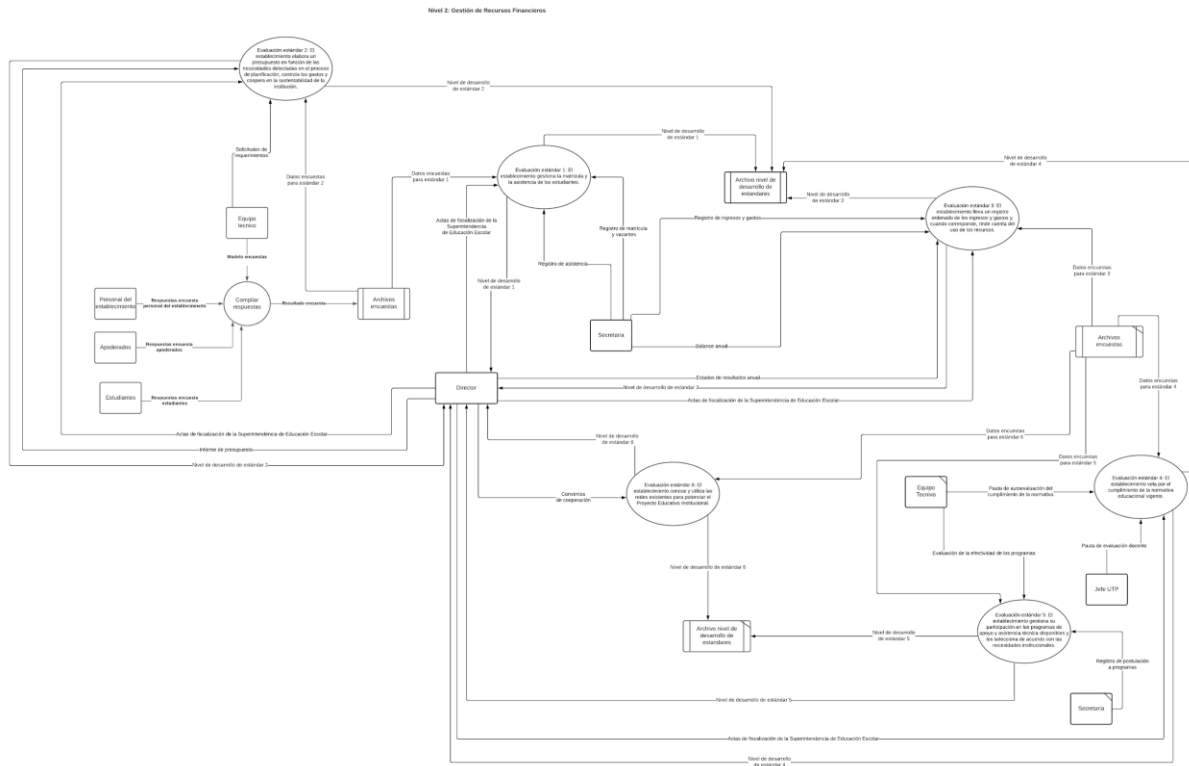 Nivel 2: Gestión de Recursos Financieros
Evaluación estándar 2: El
establecimiento elabora un
presupuesto en función de las
necesidades detectadas en el proceso
de planificación, controla los gastos y
coopera en la sustentabilidad de la
institución.
Nivel de desarrollo
de estándar 2
Nivel de desarrollo
de estándar 1
Solicitudes de
requerimientos
Datos encuestas
para estándar 2
Datos encuestas
para estándar 1
Evaluación estándar 1: El
establecimiento gestiona la matrícula y
la asistencia de los estudiantes.
Archivo nivel de
desarrollo de
estandares
Nivel de desarrollo
de estándar 4
Nivel de desarrollo
de estándar 3
Evaluación estándar 3: El
establecimiento lleva un registro
ordenado de los ingresos y gastos y,
cuando corresponde, rinde cuenta del
uso de los recursos.
Equipo
tecnico
Actas de fiscalización de la
Superintendencia
de Educación Escolar
Registro de matrícula
y vacantes
Registro de ingresos y gastos
Modelo encuestas
Registro de asistencia
Datos encuestas
para estándar 3
Nivel de desarrollo
de estándar 1
Personal del
establecimiento
Respuestas encuesta
personal del establecimiento
Compilar
respuestas
Resultado encuesta
Archivos
encuestas
Secretaria
Balance anual
Archivos
encuestas
Apoderados
Respuestas encuesta
apoderados
Estudiantes
Respuestas encuesta
estudiantes
Director
Estados de resultados anual
Nivel de desarrollo de estándar 3
Actas de fiscalización de la Superintendencia de Educación Escolar
Datos encuestas
para estándar 4
Actas de fiscalización de la Superintendencia de Educación Escolar
Informe de presupuesto
Nivel de desarrollo de estándar 2
Nivel de desarrollo
de estándar 6
Datos encuestas
para estándar 6
Datos encuestas
para estándar 5
Convenios
de cooperación
Evaluación estándar 6: El
establecimiento conoce y utiliza las
redes existentes para potenciar el
Proyecto Educativo Institucional.
Equipo
Tecnico
Pauta de autoevaluación del
cumplimiento de la normativa
Evaluación estándar 4: El
establecimiento vela por el
cumplimiento de la normativa
educacional vigente.
Evaluación de la efectividad de los programas
Pauta de evaluación docente
Nivel de desarrollo de estándar 6
Jefe UTP
Archivo nivel de
desarrollo de
estandares
Nivel de desarrollo
de estándar 5
Evaluación estándar 5: El
establecimiento gestiona su
participación en los programas de
apoyo y asistencia técnica disponibles y
los selecciona de acuerdo son las
necesidades institucionales.
Registro de postulación
a programas
Nivel de desarrollo de estándar 5
Secretaria
Actas de fiscalización de la Superintendencia de Educación Escolar
Nivel de desarrollo
de estándar 4